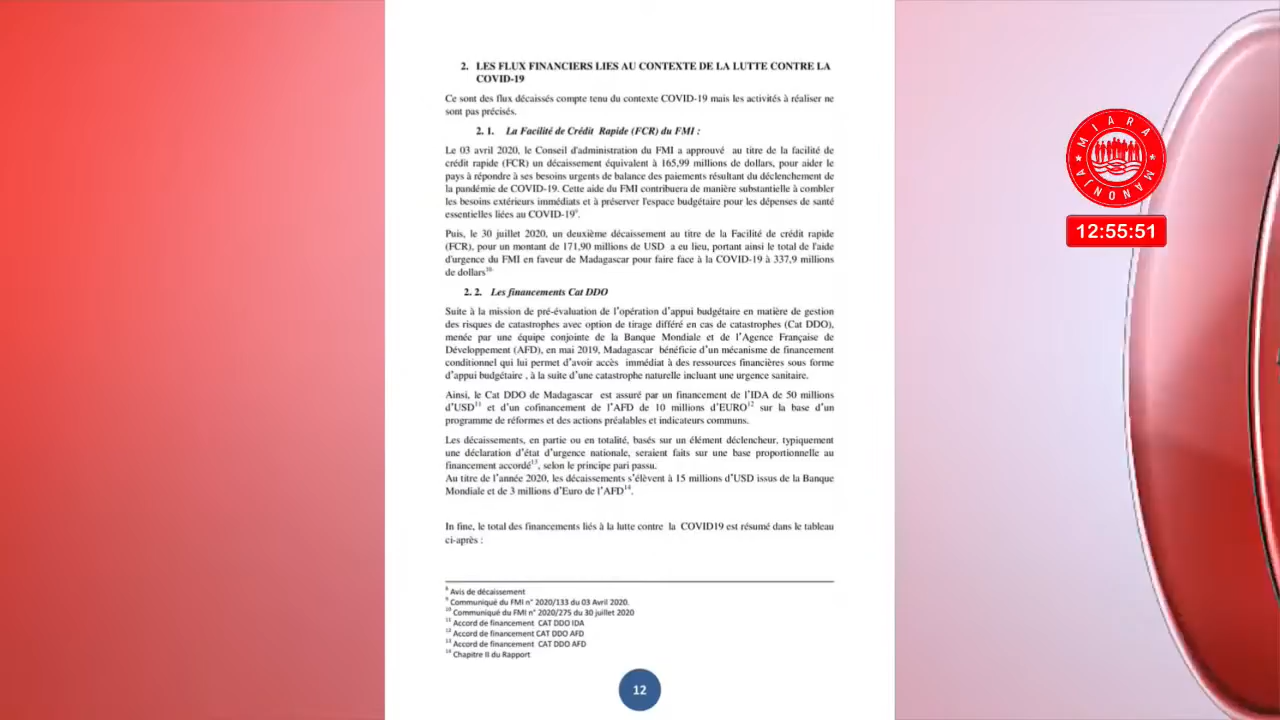 2. LES FLUX FINANCIERS LIES AU CONTEXTE DE LA LUTTE CONTRE LA
COVID-19
Ce sont des flux décaissés compte tenu du contexte COVID-19 mais les activités à réaliser ne
sont pas précisés.
2. 1. La Facilité de Crédit Rapide (FCR) du FMI :
Le 03 avril 2020, le Conseil d'administration du FMI a approuvé au titre de la facilité de
crédit rapide (FCR) un décaissement équivalent à 165,99 millions de dollars, pour aider le
pays à répondre à ses besoins urgents de balance des paiements résultant du déclenchement de
la pandémie de COVID-19. Cette aide du FMI contribuera de manière substantielle à combler
les besoins extérieurs immédiats et à préserver l'espace budgétaire pour les dépenses de santé
essentielles liées au COVID-19⁹.
Puis, le 30 juillet 2020, un deuxième décaissement au titre de la Facilité de crédit rapide
(FCR), pour un montant de 171,90 millions de USD a eu lieu, portant ainsi le total de l'aide
d'urgence du FMI en faveur de Madagascar pour faire face à la COVID-19 à 337,9 millions
de dollars¹⁰
2. 2. Les financements Cat DDO
Suite à la mission de pré-évaluation de l'opération d'appui budgétaire en matière de gestion
des risques de catastrophes avec option de tirage différé en cas de catastrophes (Cat DDO),
menée par une équipe conjointe de la Banque Mondiale et de l'Agence Française de
Développement (AFD), en mai 2019, Madagascar bénéficie d'un mécanisme de financement
conditionnel qui lui permet d'avoir accès immédiat à des ressources financières sous forme
d'appui budgétaire , à la suite d'une catastrophe naturelle incluant une urgence sanitaire.
Ainsi, le Cat DDO de Madagascar est assuré par un financement de l'IDA de 50 millions
d'USD¹¹ et d'un cofinancement de l'AFD de 10 millions d'EURO¹² sur la base d'un
programme de réformes et des actions préalables et indicateurs communs.
Les décaissements, en partie ou en totalité, basés sur un élément déclencheur, typiquement
une déclaration d'état d'urgence nationale, seraient faits sur une base proportionnelle au
financement accordé¹³, selon le principe pari passu.
Au titre de l'année 2020, les décaissements s'élèvent à 15 millions d'USD issus de la Banque
Mondiale et de 3 millions d'Euro de l'AFD¹⁴.
In fine, le total des financements liés à la lutte contre la COVID19 est résumé dans le tableau
ci-après :
⁸ Avis de décaissement
⁹ Communiqué du FMI n° 2020/133 du 03 Avril 2020.
¹⁰ Communiqué du FMI n° 2020/275 du 30 juillet 2020
¹¹ Accord de financement CAT DDO IDA
¹² Accord de financement CAT DDO AFD
¹³ Accord de financement CAT DDO AFD
¹⁴ Chapitre II du Rapport
12
MIARA
MANONJA
12:55:51